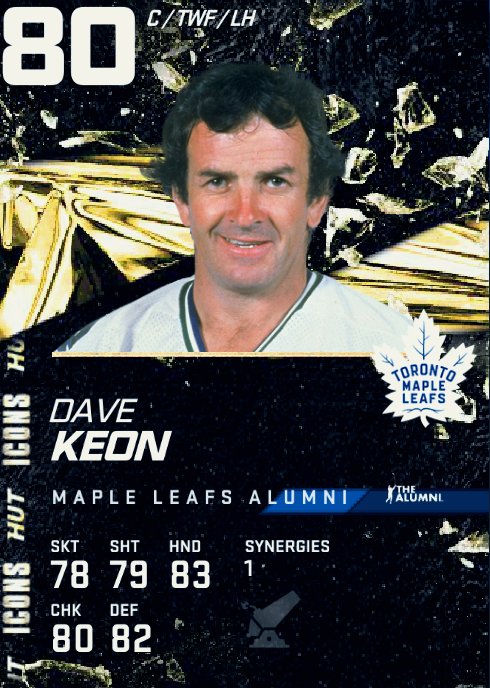 80
C / TWF / LH
TORONTO
MAPLE
LEAFS
DAVE
KEON
MAPLE LEAFS ALUMNI
THE
ALUMNI
SKT SHT HND SYNERGIES
78 79 83 1
CHK DEF
80 82
HUT
ICONS
HUT
ICONS